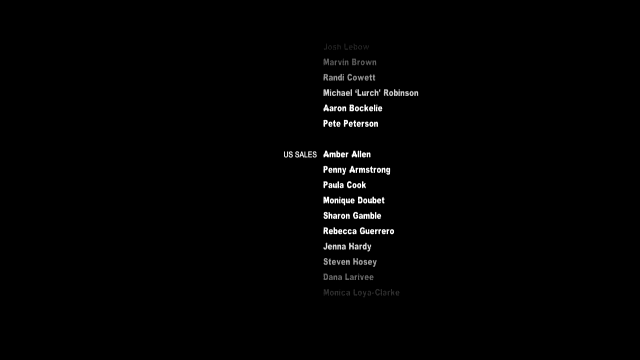 Josh Lebow
Marvin Brown
Randi Cowett
Michael ‘Lurch’ Robinson
Aaron Bockelie
Pete Peterson
US SALES Amber Allen
Penny Armstrong
Paula Cook
Monique Doubet
Sharon Gamble
Rebecca Guerrero
Jenna Hardy
Steven Hosey
Dana Larivee
Monica Loya-Clarke